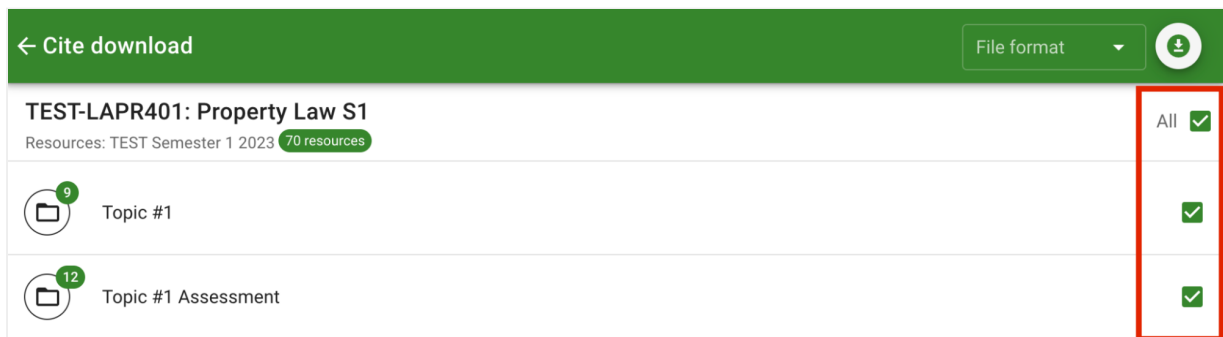 ← Cite download
File format
TEST-LAPR401: Property Law S1
All
Resources: TEST Semester 1 2023 70 resources
9
Topic #1
12
Topic #1 Assessment